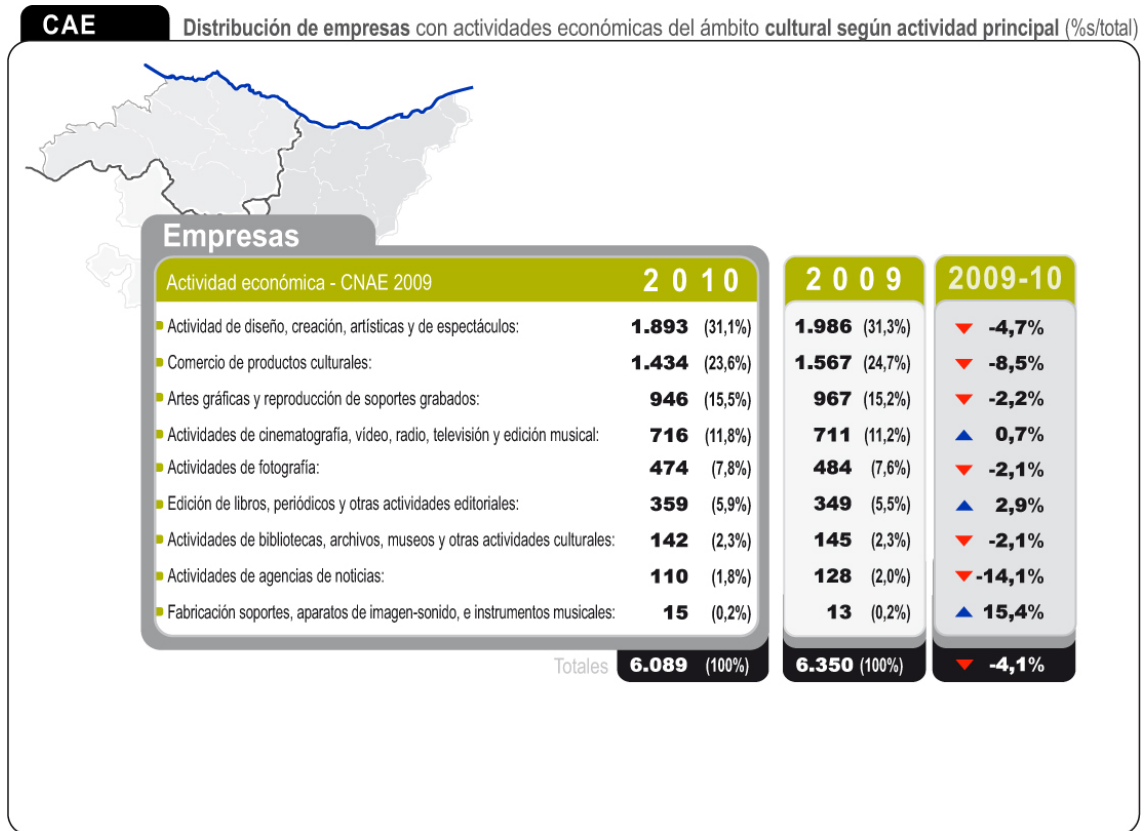 CAE
Distribución de empresas con actividades económicas del ámbito cultural según actividad principal (%s/total)
Empresas
Actividad económica - CNAE 2009 2010 2009 2009-10
Actividad de diseño, creación, artísticas y de espectáculos: 1.893 (31,1%) 1.986 (31,3%) -4,7%
Comercio de productos culturales: 1.434 (23,6%) 1.567 (24,7%) -8,5%
Artes gráficas y reproducción de soportes grabados: 946 (15,5%) 967 (15,2%) -2,2%
Actividades de cinematografía, vídeo, radio, televisión y edición musical: 716 (11,8%) 711 (11,2%) 0,7%
Actividades de fotografía: 474 (7,8%) 484 (7,6%) -2,1%
Edición de libros, periódicos y otras actividades editoriales: 359 (5,9%) 349 (5,5%) 2,9%
Actividades de bibliotecas, archivos, museos y otras actividades culturales: 142 (2,3%) 145 (2,3%) -2,1%
Actividades de agencias de noticias: 110 (1,8%) 128 (2,0%) -14,1%
Fabricación soportes, aparatos de imagen-sonido, e instrumentos musicales: 15 (0,2%) 13 (0,2%) 15,4%
Totales 6.089 (100%) 6.350 (100%) -4,1%